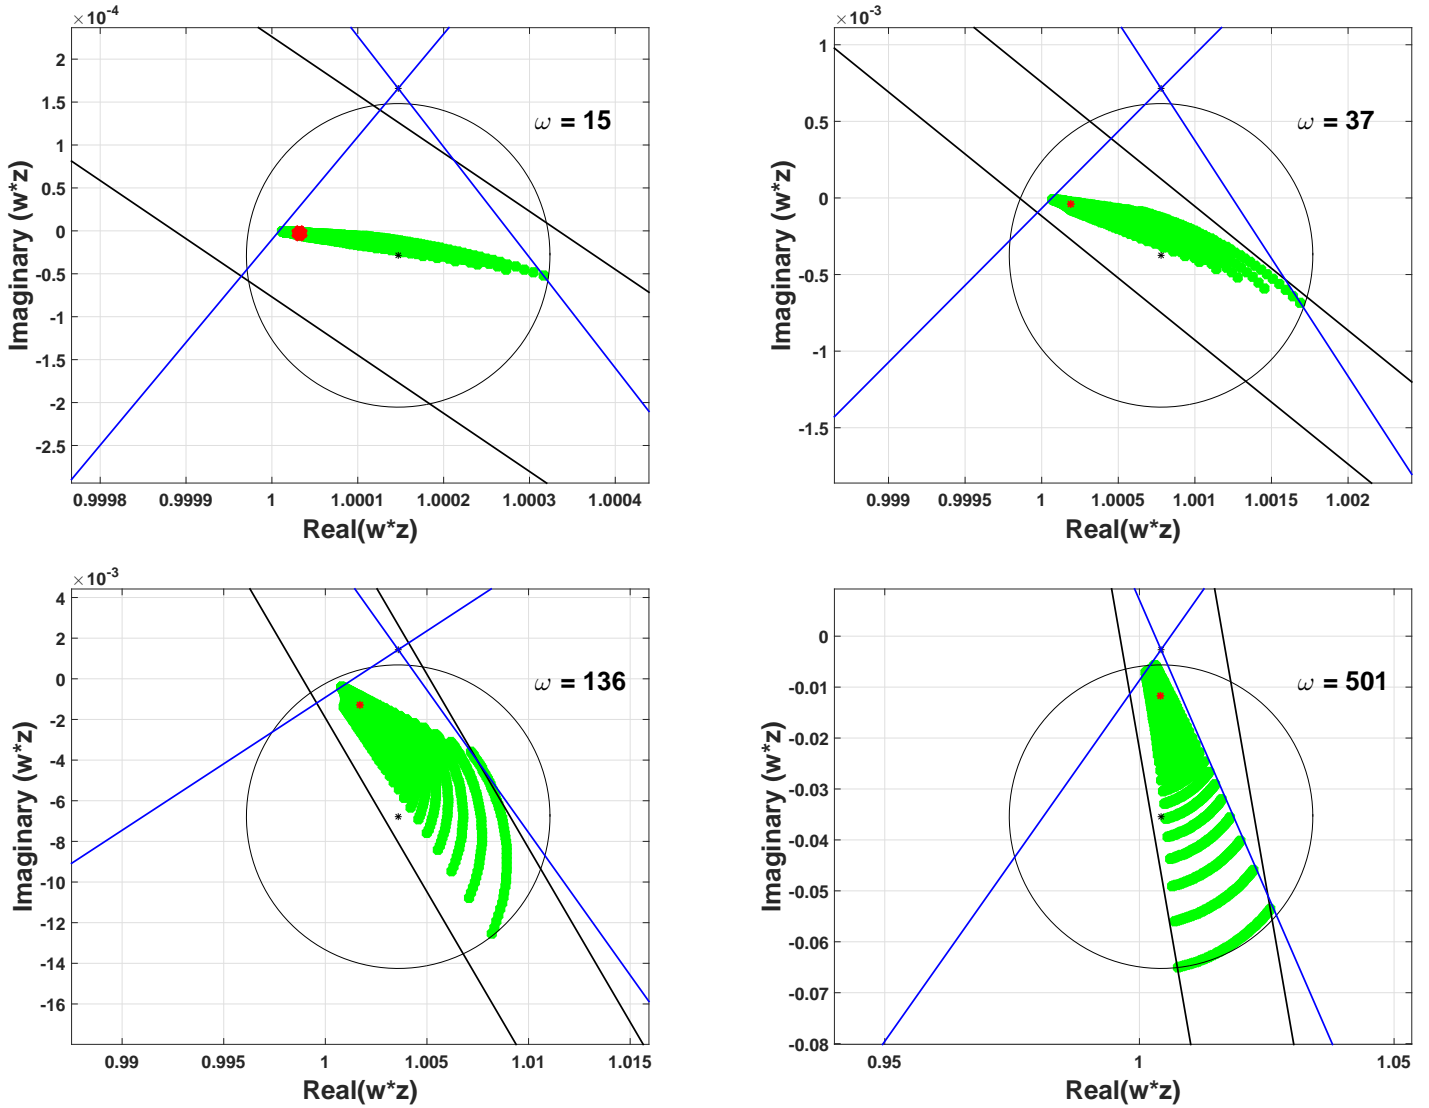 ×10⁻⁴
2
1
0.5
0
-0.5
-1
-1.5
-2
-2.5
Imaginary (w*z)
ω = 15
0.9998 0.9999 1 1.0001 1.0002 1.0003 1.0004
Real(w*z)
×10⁻³
1
0.5
0
-0.5
-1
-1.5
Imaginary (w*z)
ω = 37
0.999 0.9995 1 1.0005 1.001 1.0015 1.002
Real(w*z)
×10⁻³
4
2
0
-2
-4
-6
-8
-10
-12
-14
-16
Imaginary (w*z)
ω = 136
0.99 0.995 1 1.005 1.01 1.015
Real(w*z)
0
-0.01
-0.02
-0.03
-0.04
-0.05
-0.06
-0.07
-0.08
Imaginary (w*z)
ω = 501
0.95 1 1.05
Real(w*z)